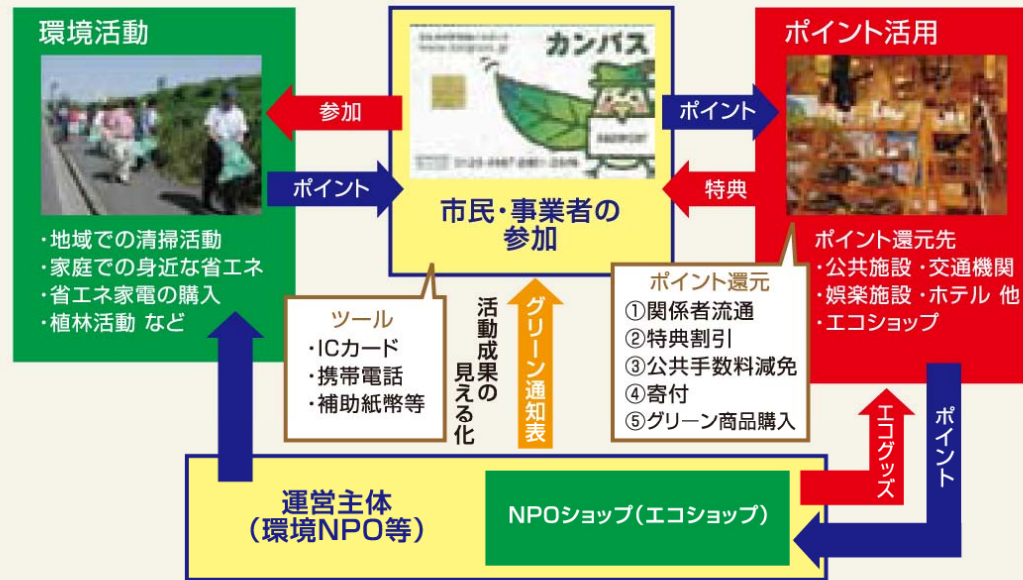 環境活動
・地域での清掃活動
・家庭での身近な省エネ
・省エネ家電の購入
・植林活動 など
参加
ポイント
カンバス
市民・事業者の
参加
ポイント
特典
ポイント活用
ポイント還元先
・公共施設・交通機関
・娯楽施設・ホテル 他
・エコショップ
ツール
・ICカード
・携帯電話
・補助紙幣等
活動成果の
見える化
グリーン通知表
ポイント還元
①関係者流通
②特典割引
③公共手数料減免
④寄付
⑤グリーン商品購入
エコグッズ
ポイント
運営主体
（環境NPO等）
NPOショップ（エコショップ）